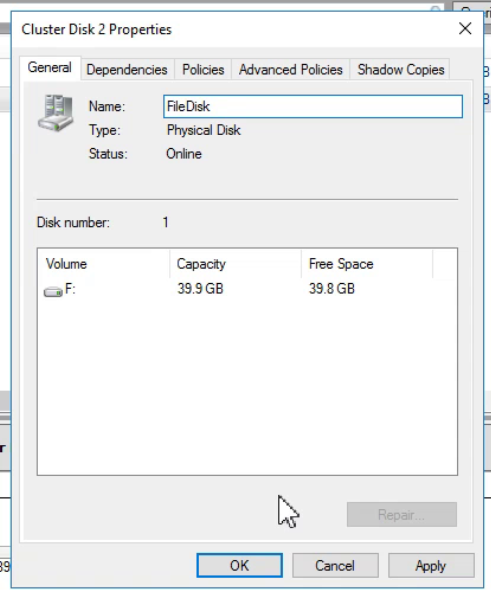 Cluster Disk 2 Properties
General Dependencies Policies Advanced Policies Shadow Copies
Name: FileDisk
Type: Physical Disk
Status: Online
Disk number: 1
Volume Capacity Free Space
F: 39.9 GB 39.8 GB
Repair...
OK Cancel Apply